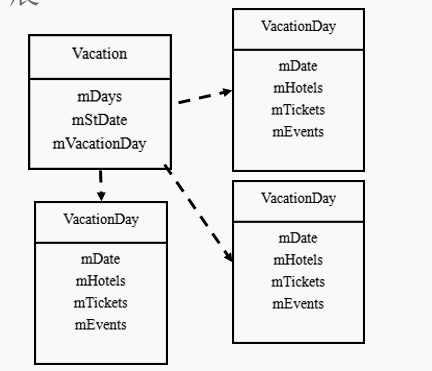 Vacation
mDays
mStDate
mVacationDay
VacationDay
mDate
mHotels
mTickets
mEvents
VacationDay
mDate
mHotels
mTickets
mEvents
VacationDay
mDate
mHotels
mTickets
mEvents